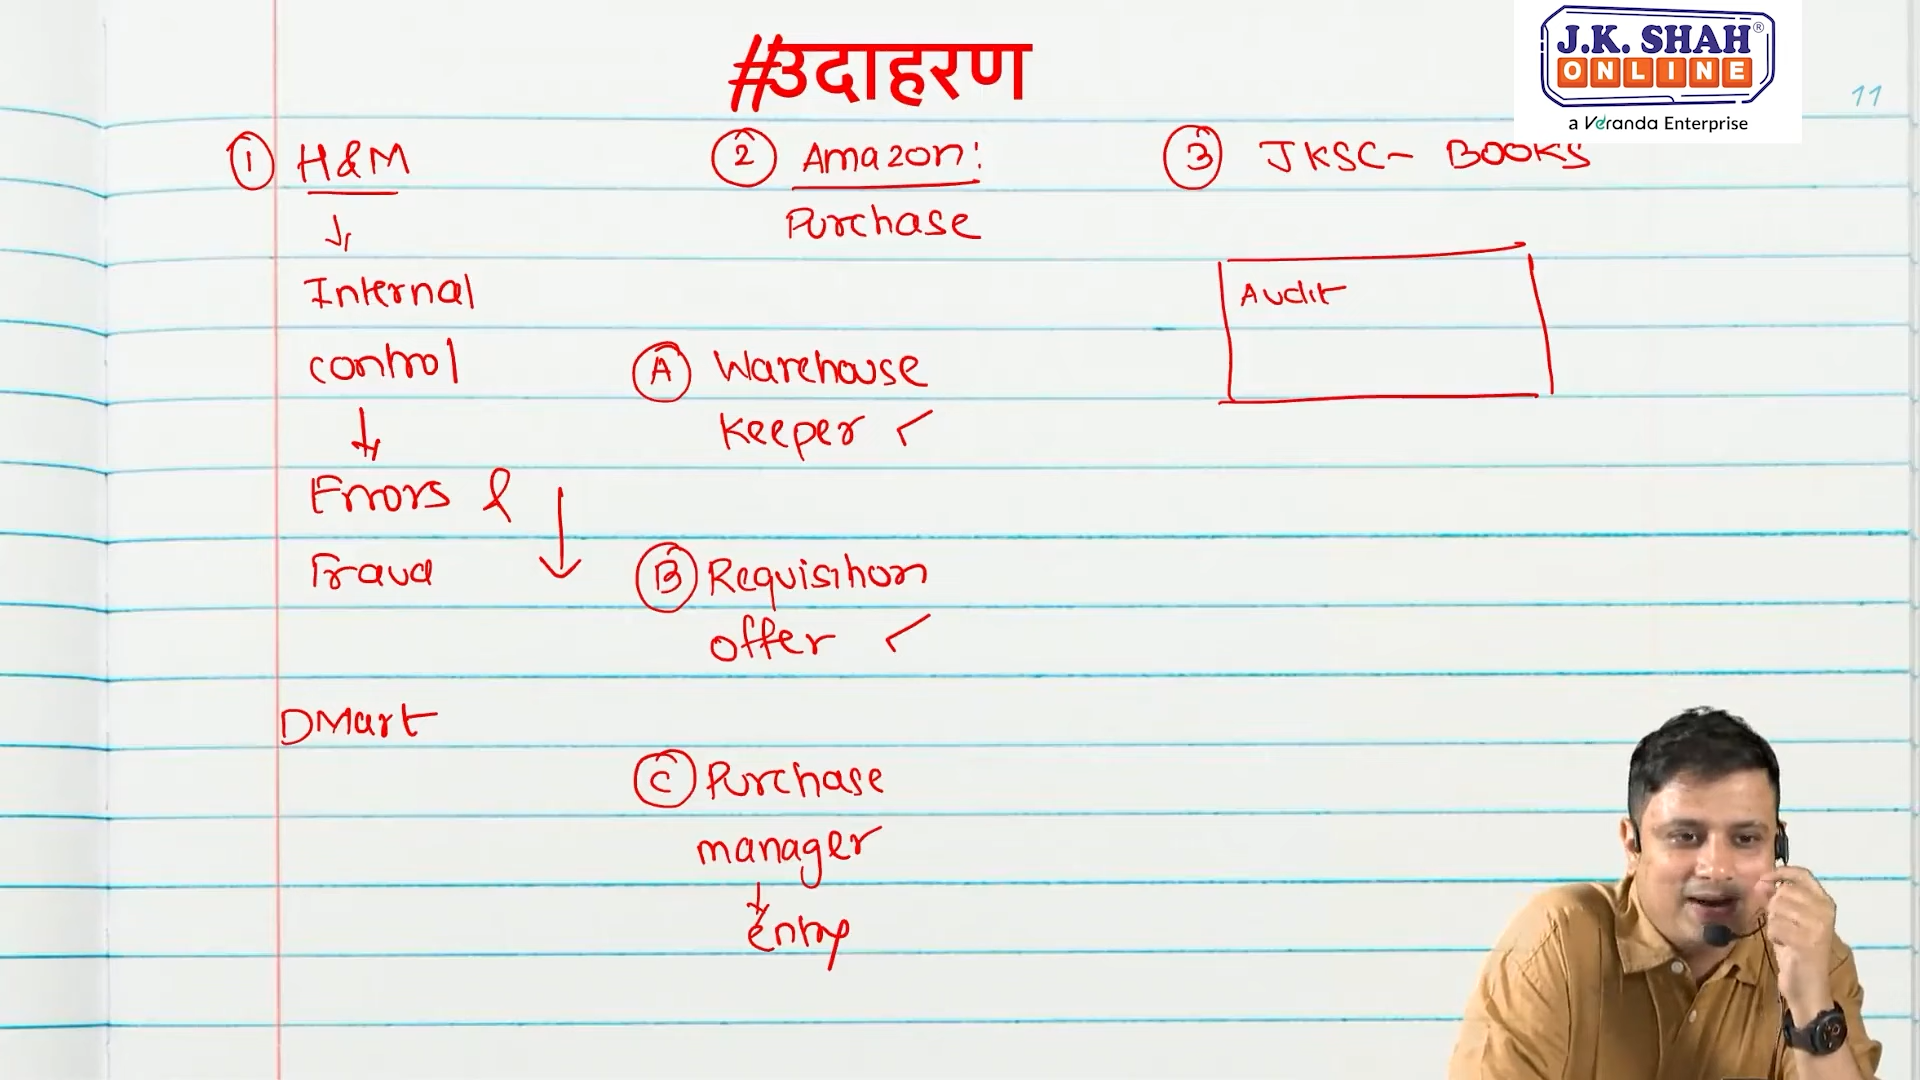 #उदाहरण
J.K. SHAH®
ONLINE
a Veranda Enterprise
11
1 H&M
Internal
control
Errors &
Fraud
DMart
2 Amazon:
Purchase
A Warehouse
keeper ✓
B Requisition
offer ✓
C Purchase
manager
entry
3 JKSC- BOOKS
Audit